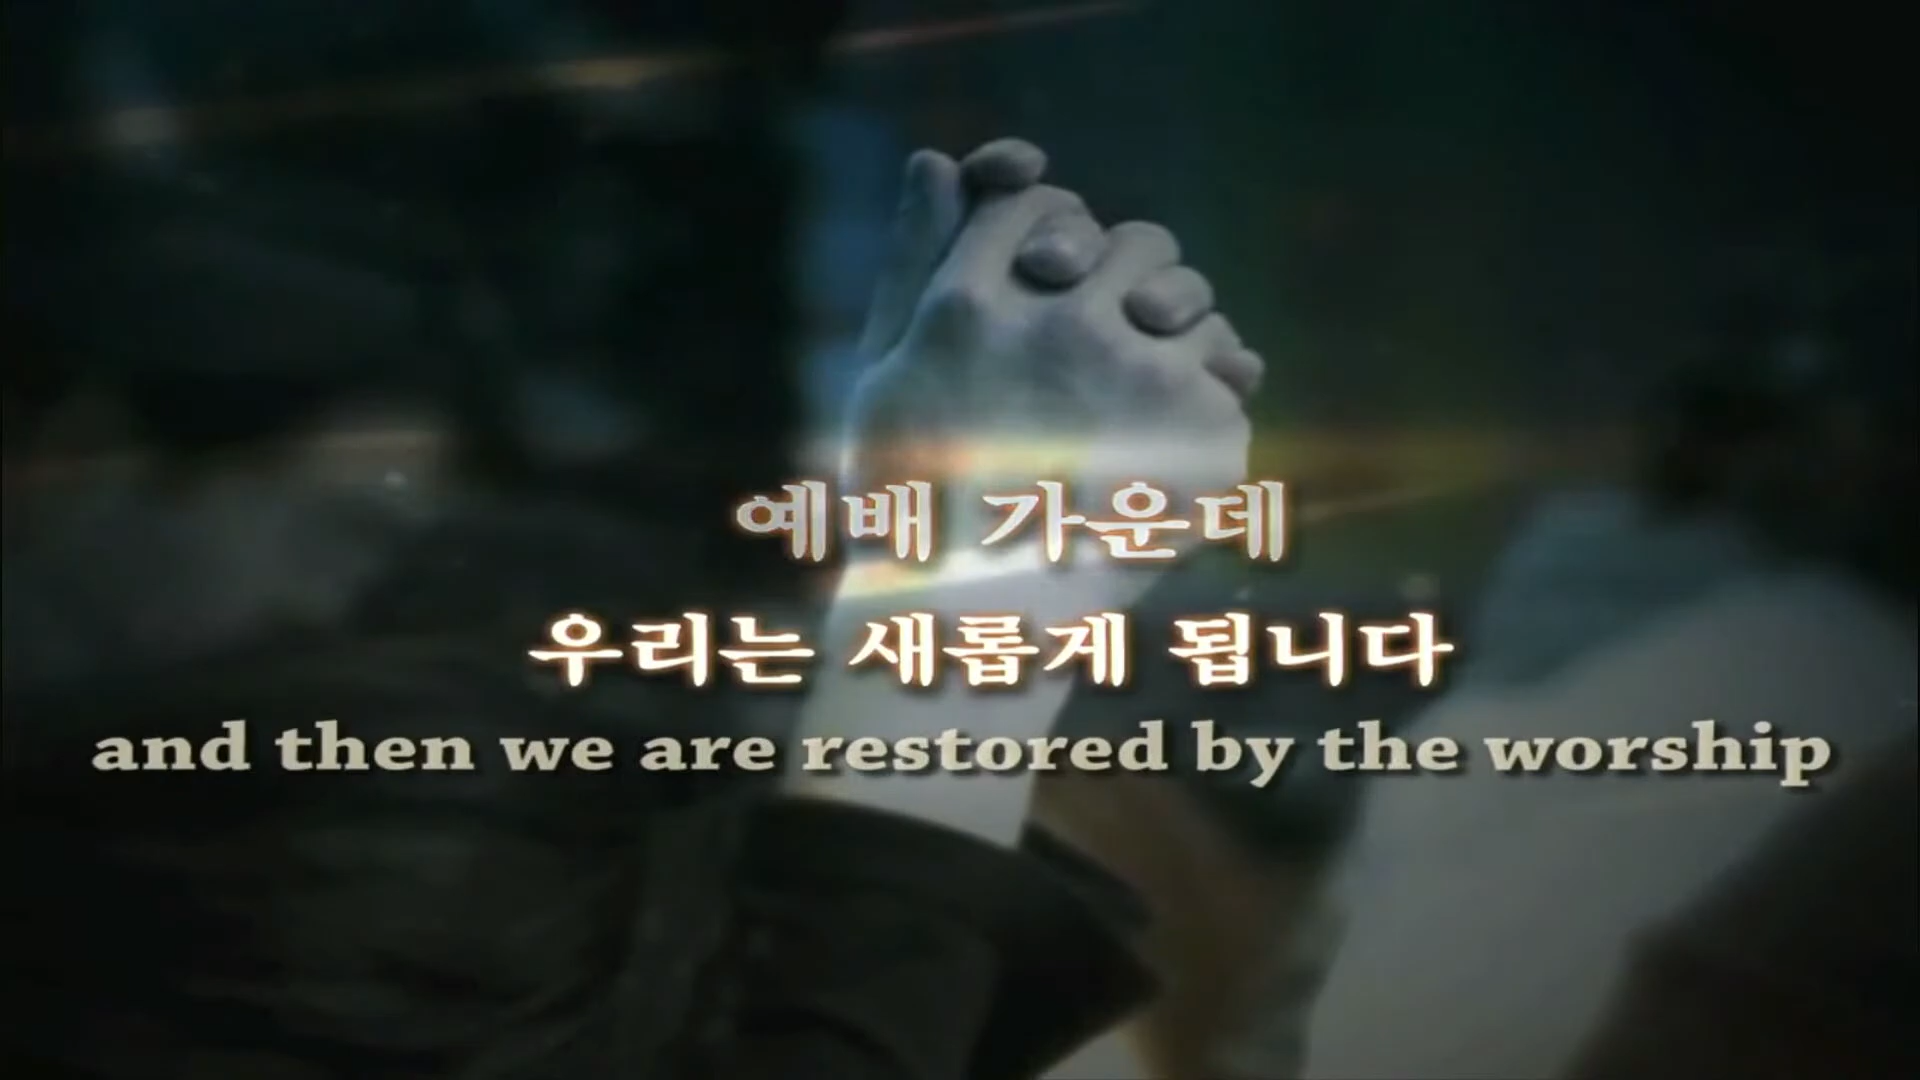 예배 가운데
우리는 새롭게 됩니다
and then we are restored by the worship